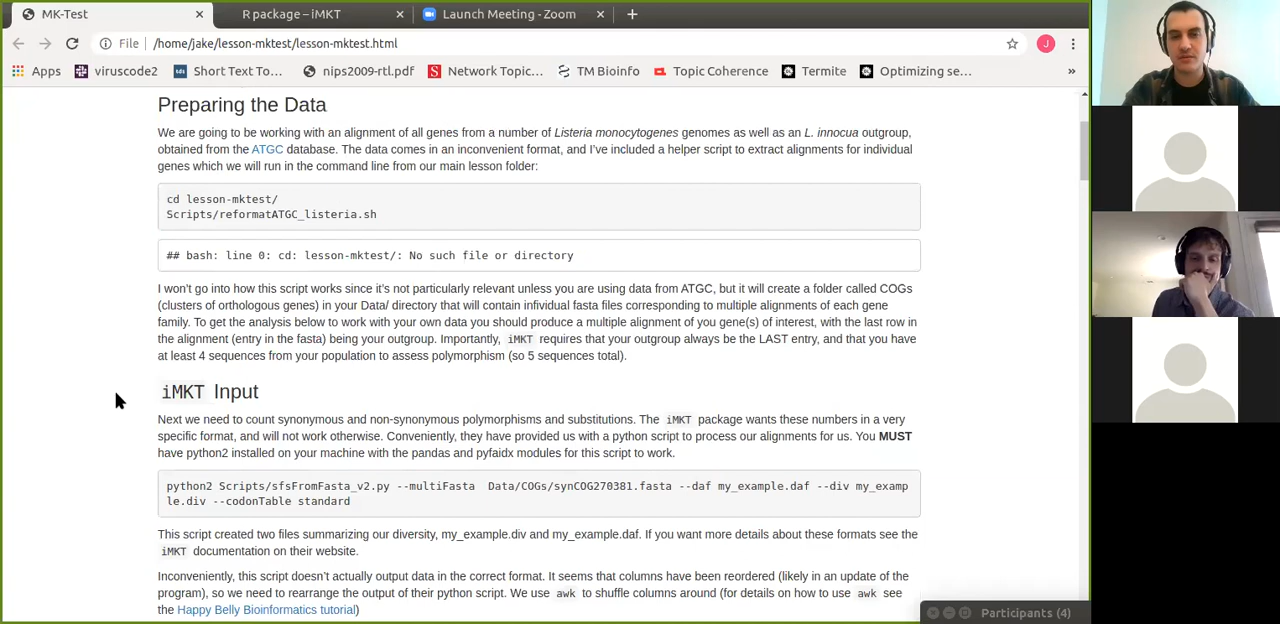 MK-Test
R package – iMKT
Launch Meeting - Zoom
File
/home/jake/lesson-mktest/lesson-mktest.html
J
Apps
viruscode2
Short Text To…
nips2009-rtl.pdf
Network Topic…
TM Bioinfo
Topic Coherence
Termite
Optimizing se…
»
Preparing the Data
We are going to be working with an alignment of all genes from a number of Listeria monocytogenes genomes as well as an L. innocua outgroup,
obtained from the ATGC database. The data comes in an inconvenient format, and I've included a helper script to extract alignments for individual
genes which we will run in the command line from our main lesson folder:
cd lesson-mktest/
Scripts/reformatATGC_listeria.sh
## bash: line 0: cd: lesson-mktest/: No such file or directory
I won't go into how this script works since it's not particularly relevant unless you are using data from ATGC, but it will create a folder called COGs
(clusters of orthologous genes) in your Data/ directory that will contain infividual fasta files corresponding to multiple alignments of each gene
family. To get the analysis below to work with your own data you should produce a multiple alignment of you gene(s) of interest, with the last row in
the alignment (entry in the fasta) being your outgroup. Importantly, iMKT requires that your outgroup always be the LAST entry, and that you have
at least 4 sequences from your population to assess polymorphism (so 5 sequences total).
iMKT Input
Next we need to count synonymous and non-synonymous polymorphisms and substitutions. The iMKT package wants these numbers in a very
specific format, and will not work otherwise. Conveniently, they have provided us with a python script to process our alignments for us. You MUST
have python2 installed on your machine with the pandas and pyfaidx modules for this script to work.
python2 Scripts/sfsFromFasta_v2.py --multiFasta Data/COGs/synCOG270381.fasta --daf my_example.daf --div my_examp
le.div --codonTable standard
This script created two files summarizing our diversity, my_example.div and my_example.daf. If you want more details about these formats see the
iMKT documentation on their website.
Inconveniently, this script doesn't actually output data in the correct format. It seems that columns have been reordered (likely in an update of the
program), so we need to rearrange the output of their python script. We use awk to shuffle columns around (for details on how to use awk see
the Happy Belly Bioinformatics tutorial)
Participants (4)